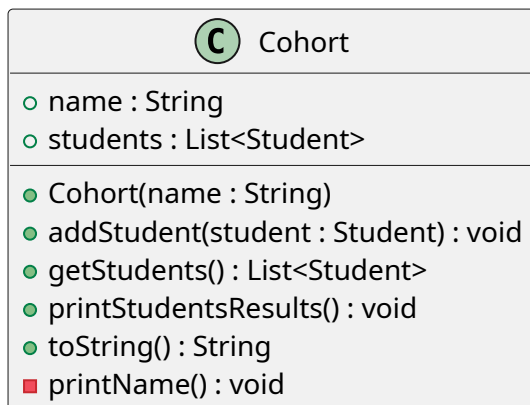 C Cohort
name : String
students : List<Student>
Cohort(name : String)
addStudent(student : Student) : void
getStudents() : List<Student>
printStudentsResults() : void
toString() : String
printName() : void